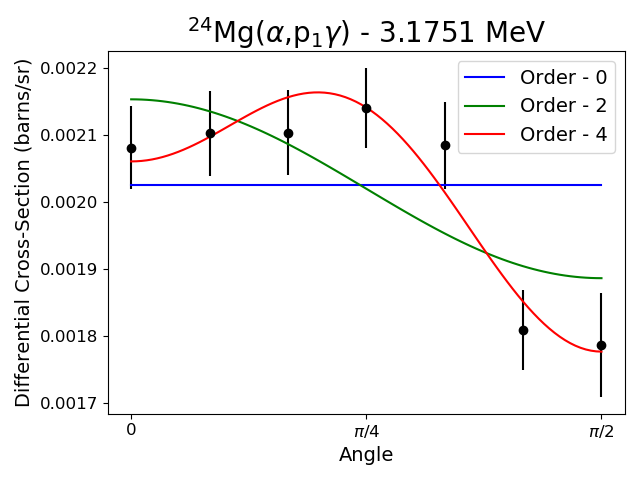 ²⁴Mg(α,p₁γ) - 3.1751 MeV
Differential Cross-Section (barns/sr)
0.0022
0.0021
0.0020
0.0019
0.0018
0.0017
Order - 0
Order - 2
Order - 4
0
π/4
π/2
Angle